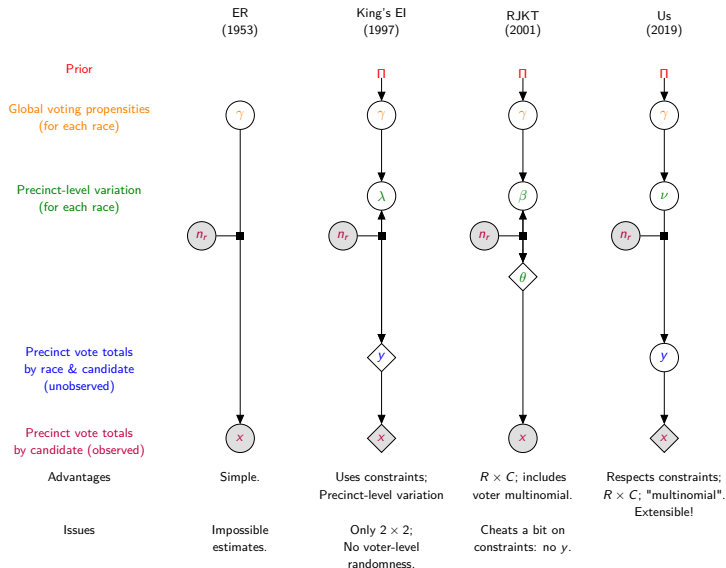 ER
(1953)
King's EI
(1997)
RJKT
(2001)
Us
(2019)
Prior
Π
Π
Π
Global voting propensities
(for each race)
γ
γ
γ
γ
Precinct-level variation
(for each race)
λ
β
ν
n_r
n_r
n_r
n_r
θ
Precinct vote totals
by race & candidate
(unobserved)
y
y
Precinct vote totals
by candidate (observed)
x
x
x
x
Advantages
Simple.
Uses constraints;
Precinct-level variation
R × C; includes
voter multinomial.
Respects constraints;
R × C; "multinomial".
Extensible!
Issues
Impossible
estimates.
Only 2 × 2;
No voter-level
randomness.
Cheats a bit on
constraints: no y.